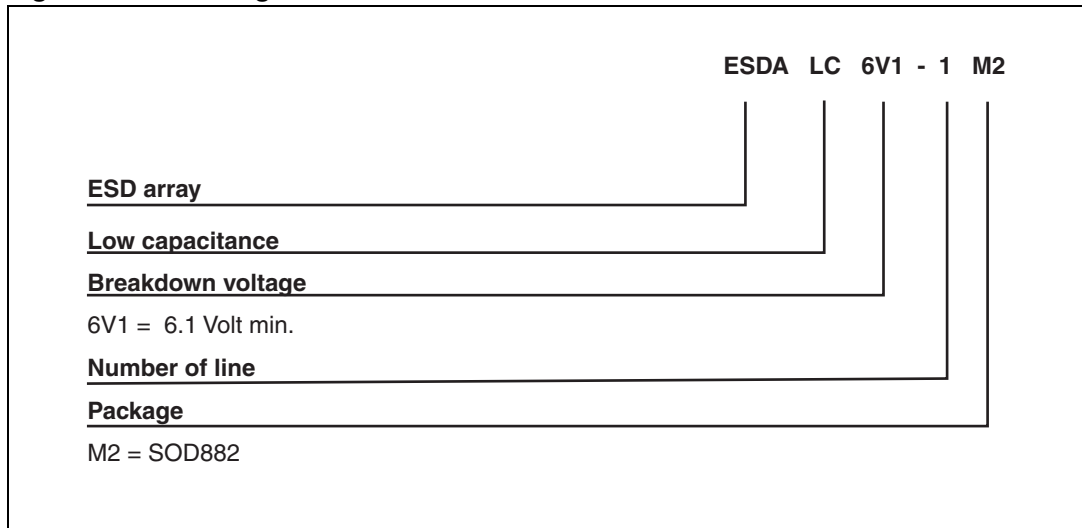 ESDA LC 6V1 - 1 M2
ESD array
Low capacitance
Breakdown voltage
6V1 = 6.1 Volt min.
Number of line
Package
M2 = SOD882